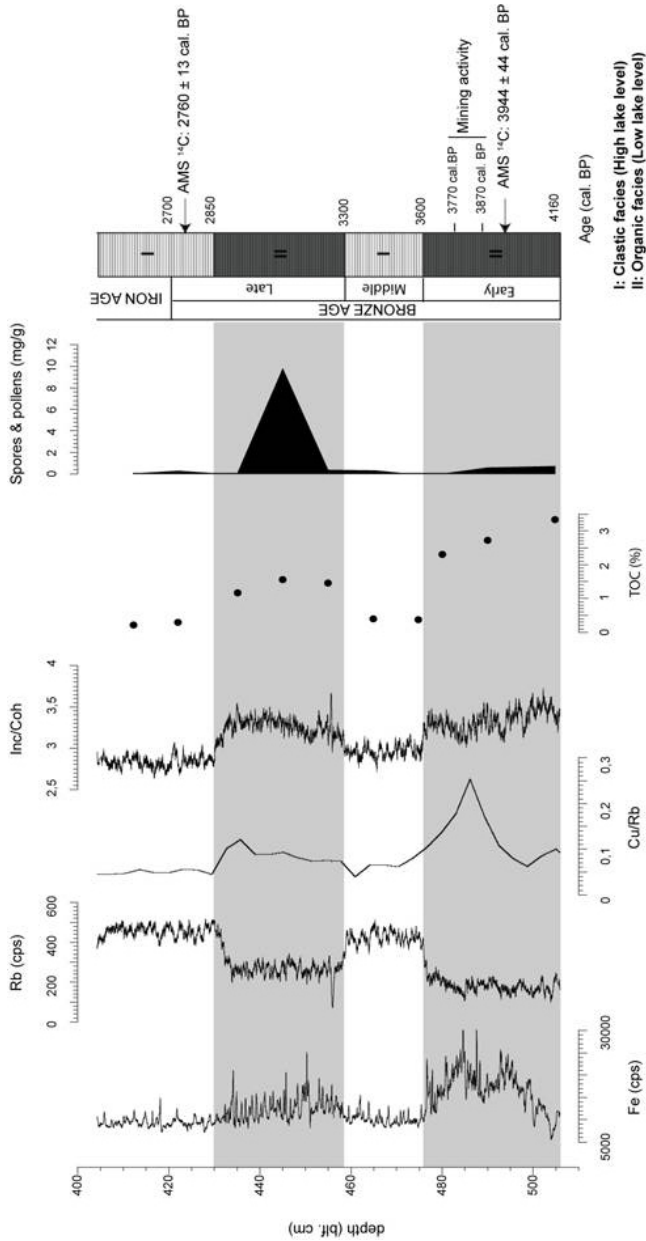 Spores & pollens (mg/g)
0 2 4 6 8 10 12
Inc/Coh
2.5 3 3.5 4
Rb (cps)
0 200 400 600
depth (blf. cm)
400
420
440
460
480
500
Fe (cps)
5000 30000
Cu/Rb
0 0,1 0,2 0,3
TOC (%)
0 1 2 3
IRON AGE
BRONZE AGE
Late
Middle
Early
I
II
I
II
2700
AMS ¹⁴C: 2760 ± 13 cal. BP
2850
3300
3600
3770 cal.BP
Mining activity
3870 cal. BP
AMS ¹⁴C: 3944 ± 44 cal. BP
4160
Age (cal. BP)
I: Clastic facies (High lake level)
II: Organic facies (Low lake level)